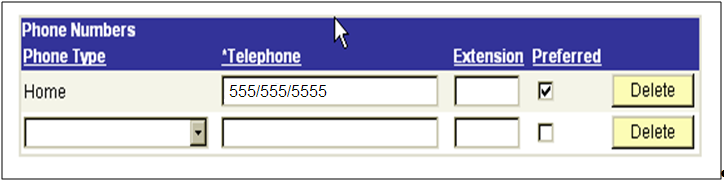 Phone Numbers
Phone Type *Telephone Extension Preferred
Home 555/555/5555 Delete
Delete